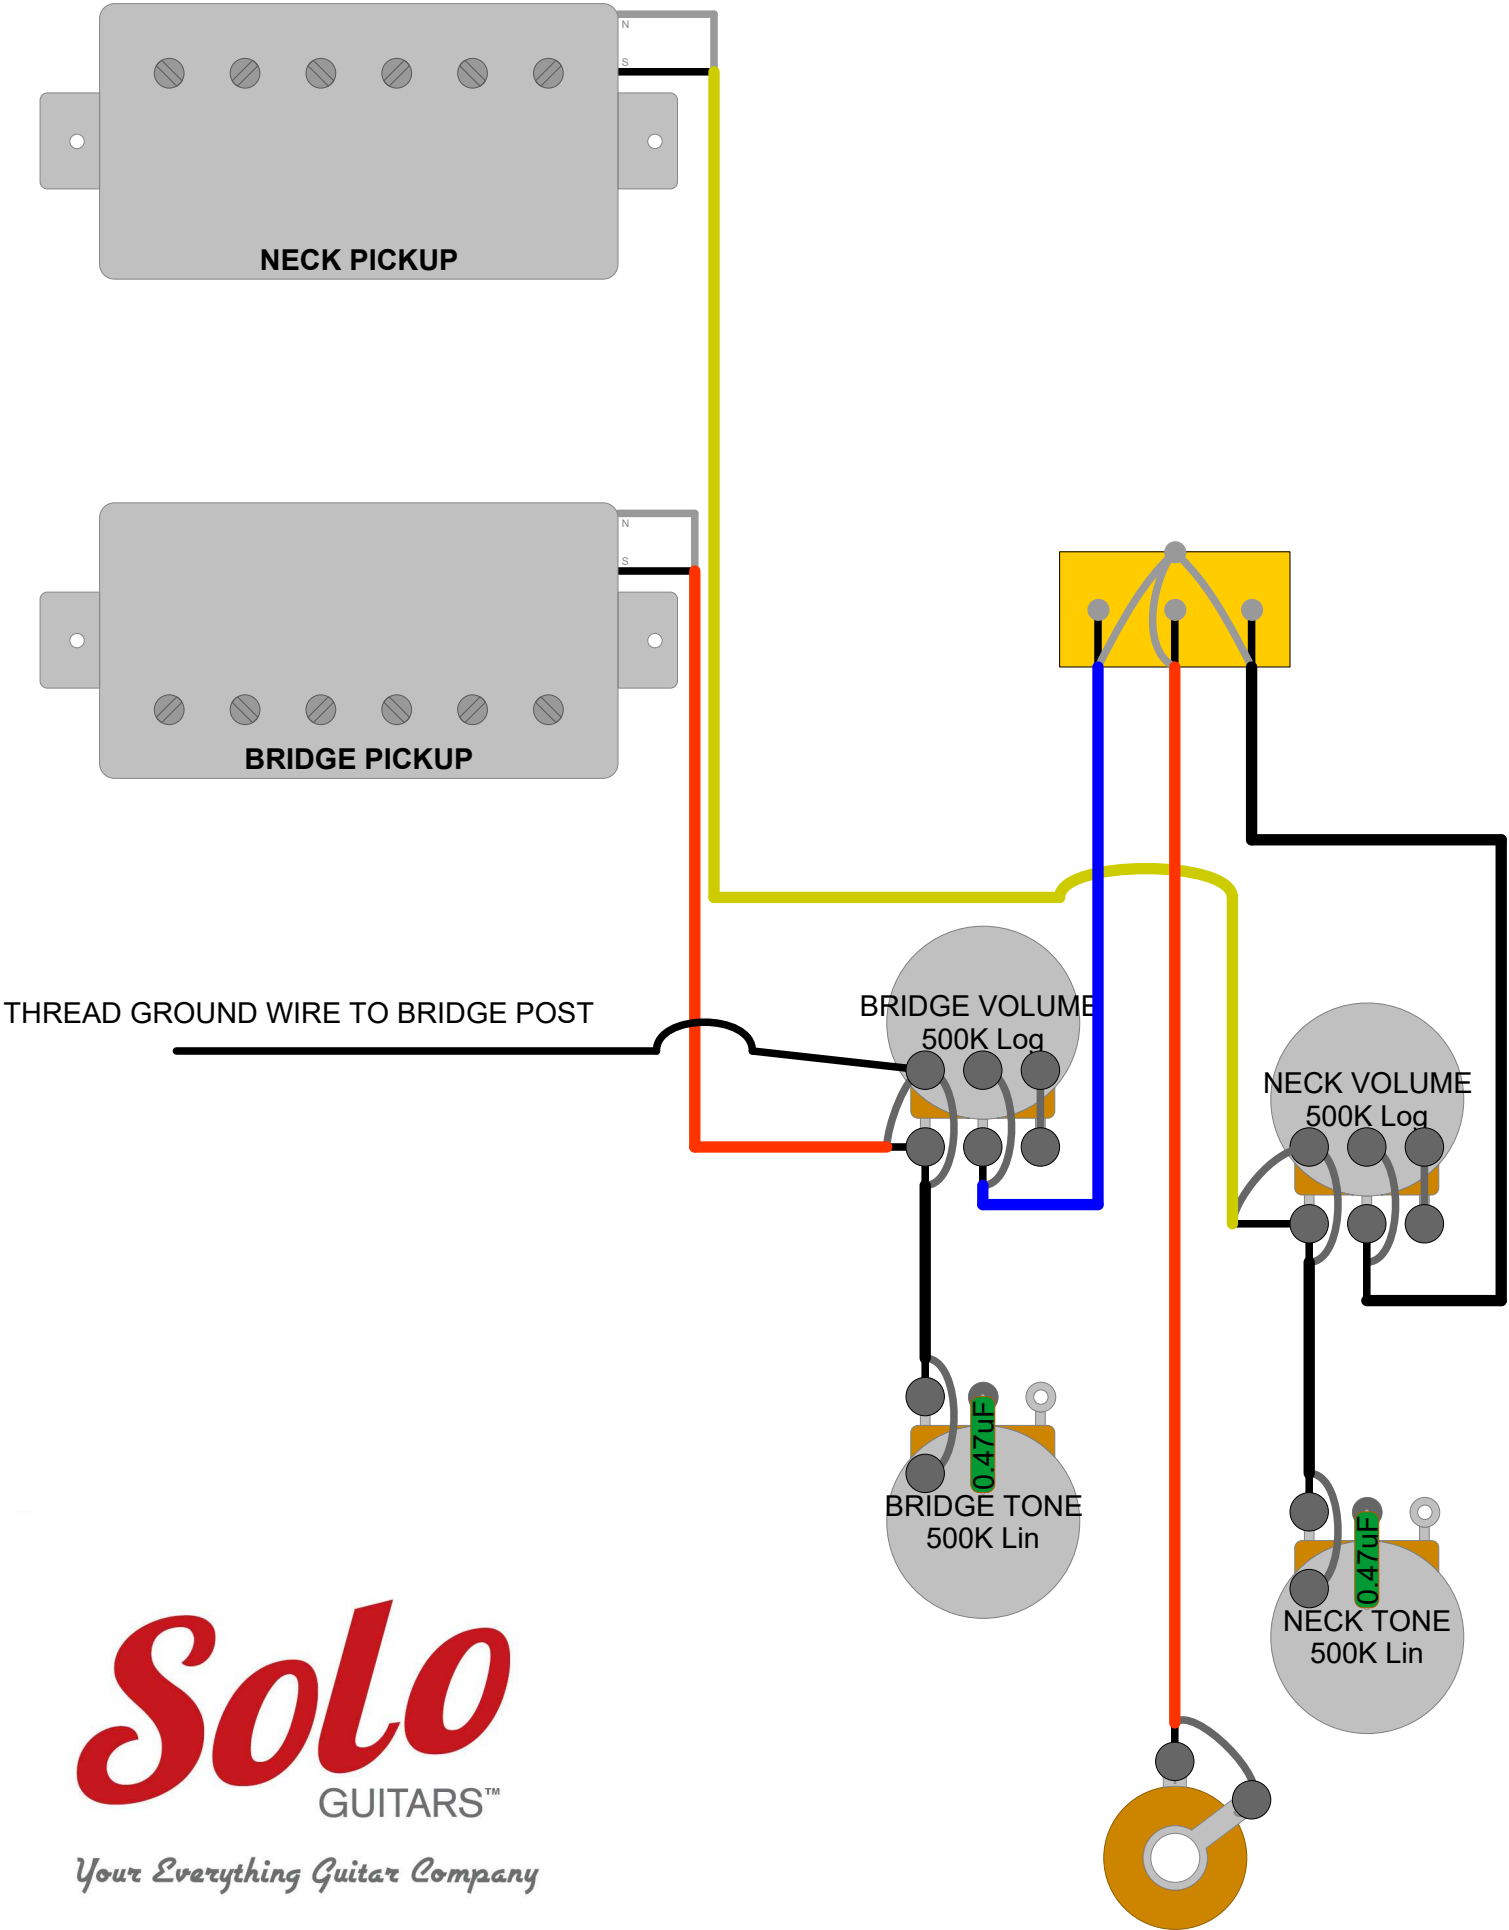 N
S
NECK PICKUP
N
S
BRIDGE PICKUP
THREAD GROUND WIRE TO BRIDGE POST
BRIDGE VOLUME
500K Log
NECK VOLUME
500K Log
0.47uF
BRIDGE TONE
500K Lin
0.47uF
NECK TONE
500K Lin
Solo
GUITARS™
Your Everything Guitar Company